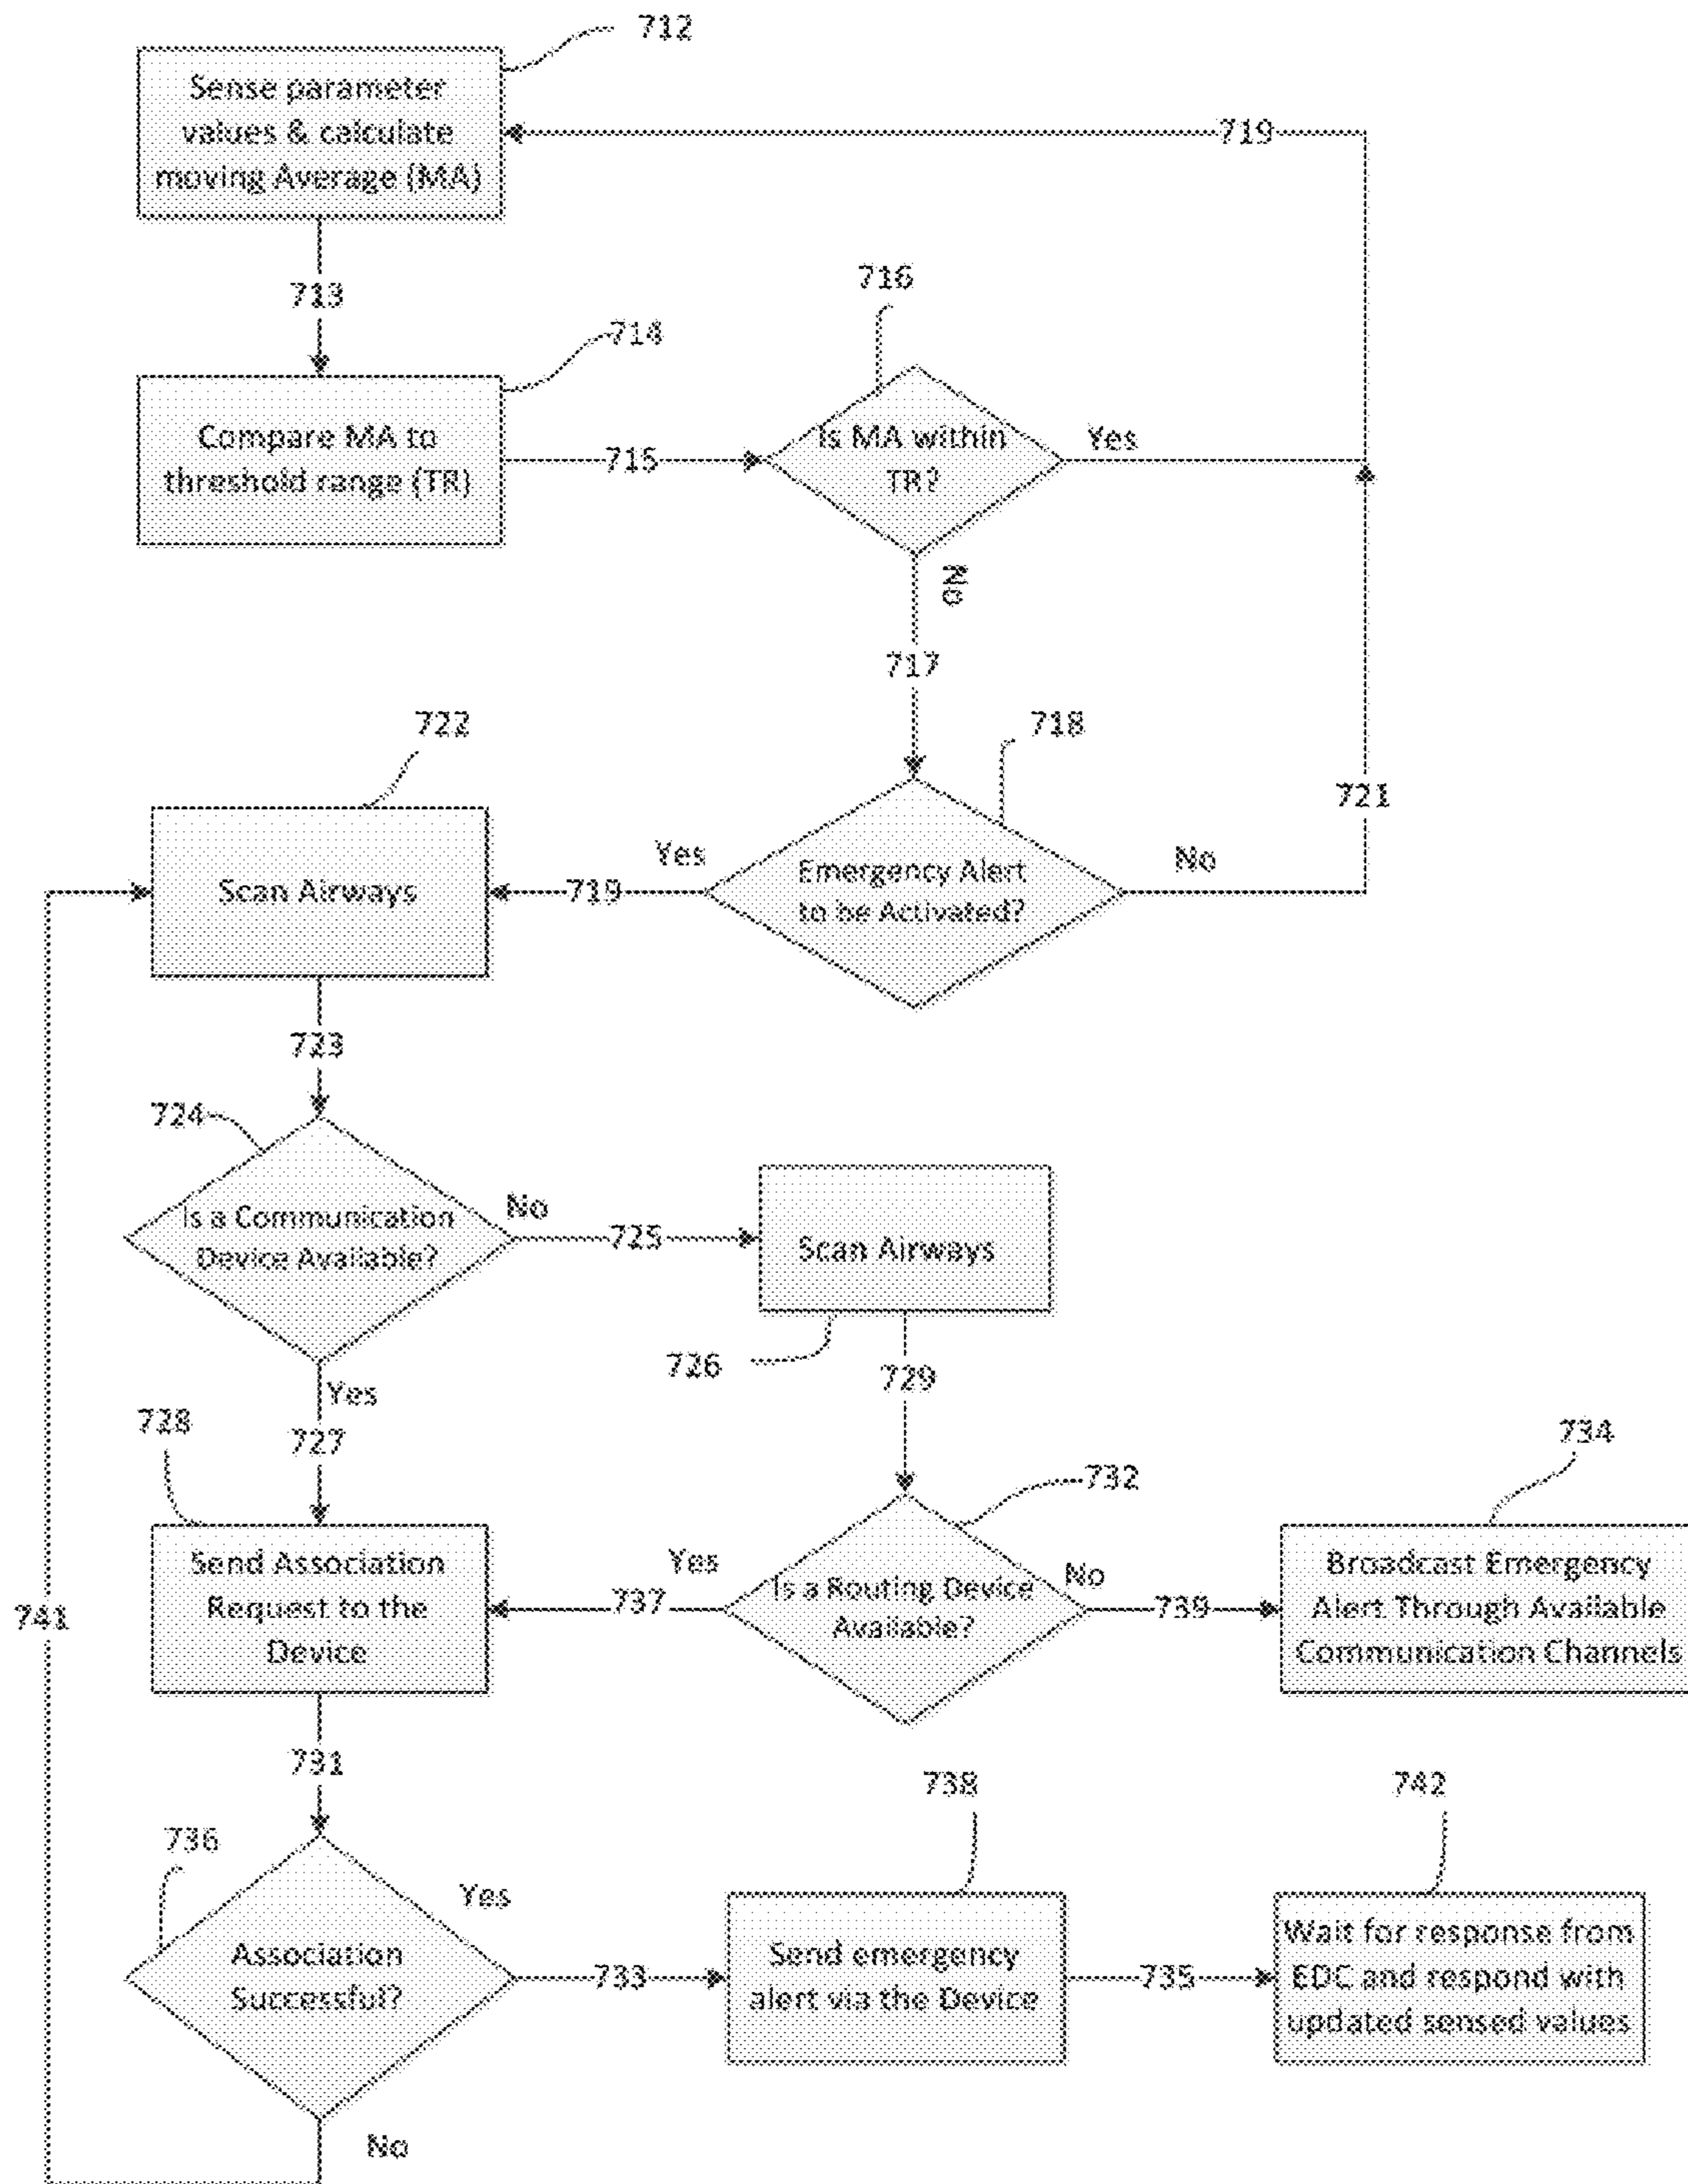 712
Sense parameter
values & calculate
moving Average (MA)
719
713
716
714
Compare MA to
threshold range (TR)
715
Is MA within
TR?
Yes
No
717
722
718
721
Scan Airways
Yes
719
Emergency Alert
to be Activated?
No
723
724
Is a Communication
Device Available?
No
725
Scan Airways
726
729
Yes
728
727
732
734
Send Association
Request to the
Device
Yes
737
Is a Routing Device
Available?
No
739
Broadcast Emergency
Alert Through Available
Communication Channels
741
731
738
742
736
Yes
Association
Successful?
733
Send emergency
alert via the Device
735
Wait for response from
EDC and respond with
updated sensed values
No